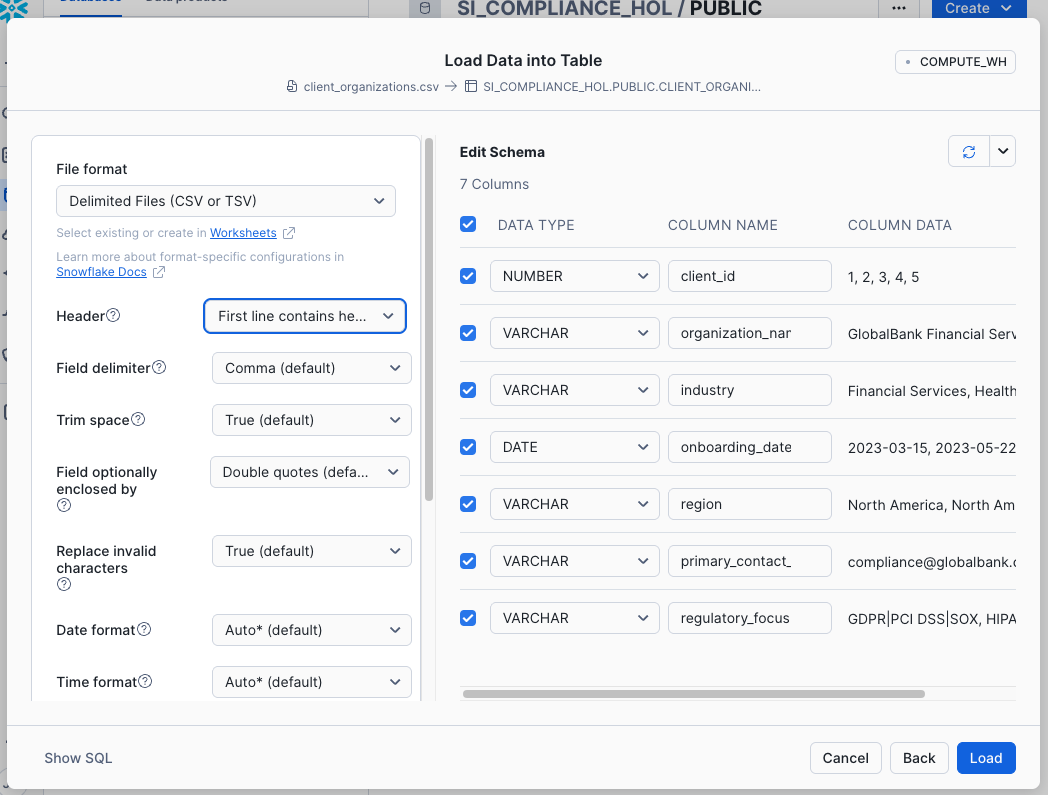 SI_COMPLIANCE_HOL / PUBLIC
Create
Load Data into Table
COMPUTE_WH
client_organizations.csv → SI_COMPLIANCE_HOL.PUBLIC.CLIENT_ORGANI...
File format
Delimited Files (CSV or TSV)
Select existing or create in Worksheets
Learn more about format-specific configurations in
Snowflake Docs
Header
First line contains he...
Field delimiter
Comma (default)
Trim space
True (default)
Field optionally
enclosed by
Double quotes (defa...
Replace invalid
characters
True (default)
Date format
Auto* (default)
Time format
Auto* (default)
Edit Schema
7 Columns
DATA TYPE COLUMN NAME COLUMN DATA
NUMBER client_id 1, 2, 3, 4, 5
VARCHAR organization_nar GlobalBank Financial Serv
VARCHAR industry Financial Services, Health
DATE onboarding_date 2023-03-15, 2023-05-22
VARCHAR region North America, North Am
VARCHAR primary_contact_ compliance@globalbank.c
VARCHAR regulatory_focus GDPR|PCI DSS|SOX, HIPA
Show SQL
Cancel
Back
Load